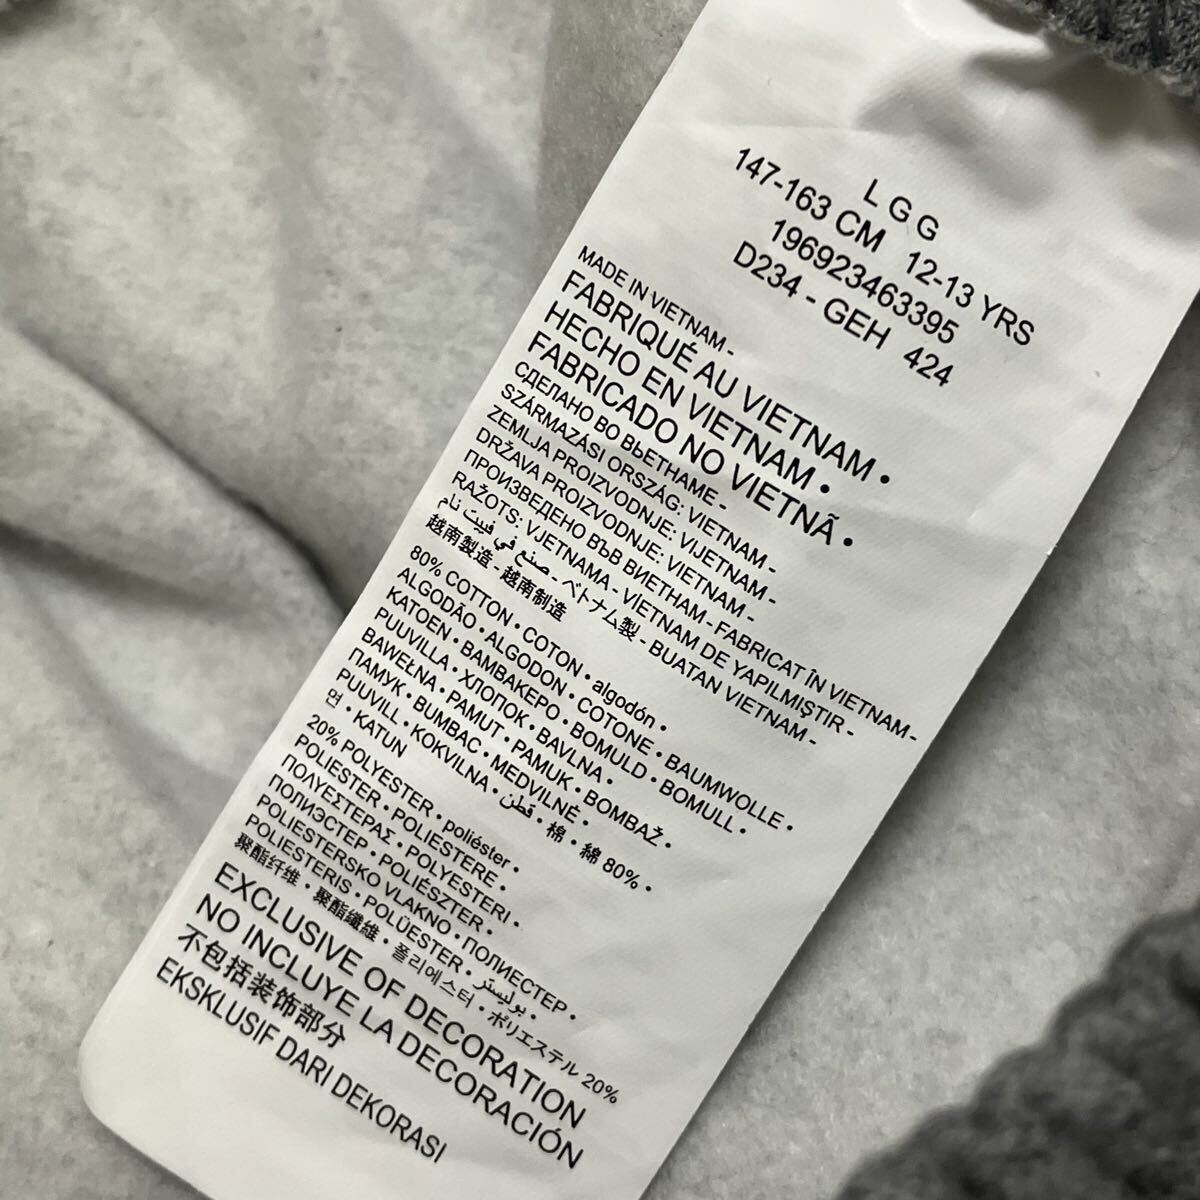 L G G
147-163 CM 12-13 YRS
196923463395
D234 - GEH 424
MADE IN VIETNAM -
FABRIQUÉ AU VIETNAM •
HECHO EN VIETNAM •
FABRICADO NO VIETNÃ •
СДЕЛАНО ВО ВЬЕТНАМЕ -
SZÁRMAZÁSI ORSZÁG: VIETNAM -
ZEMLJA PROIZVODNJE: VIJETNAM -
DRŽAVA PROIZVODNJE: VIETNAM -
ПРОИЗВЕДЕНО ВЪВ ВИЕТНАМ - FABRICAT ÎN VIETNAM -
RAŽOTS: VJETNAMA - VİETNAM DE YAPILMIŞTIR -
صنع في فييت نام - ベトナム製 - BUATAN VIETNAM -
越南製造 - 越南制造
80% COTTON • COTON • algodón •
ALGODÃO • ALGODON • COTONE • BAUMWOLLE •
KATOEN • ΒΑΜΒΑΚΕΡΟ • BOMULD • BOMULL •
PUUVILLA • ХЛОПОК • BAVLNA •
BAWEŁNA • PAMUT • PAMUK • BOMBAŽ •
ПАМУК • BUMBAC • MEDVILNĖ •
PUUVILL • KOKVILNA • قطن • 棉 • 綿 80% •
면 • KATUN
20% POLYESTER • poliéster •
POLIESTER • POLIESTERE •
ΠΟΛΥΕΣΤΕΡΑΣ • POLYESTERI •
ПОЛИЭСТЕР • POLIÉSZTER •
POLIESTERSKO VLAKNO • ПОЛИЕСТЕР •
POLIESTERIS • POLÜESTER • بوليستر •
聚酯纤维 • 聚酯纖維 • 폴리에스터 • ポリエステル 20%
EXCLUSIVE OF DECORATION
NO INCLUYE LA DECORACIÓN
不包括装饰部分
EKSKLUSIF DARI DEKORASI